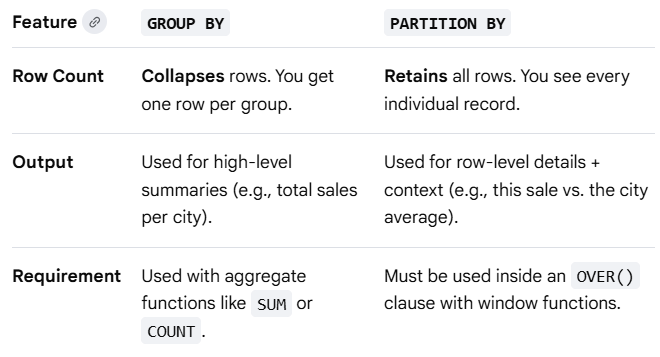 Feature GROUP BY PARTITION BY
Row Count Collapses rows. You get Retains all rows. You see every
one row per group. individual record.
Output Used for high-level Used for row-level details +
summaries (e.g., total sales context (e.g., this sale vs. the city
per city). average).
Requirement Used with aggregate Must be used inside an OVER()
functions like SUM or clause with window functions.
COUNT.